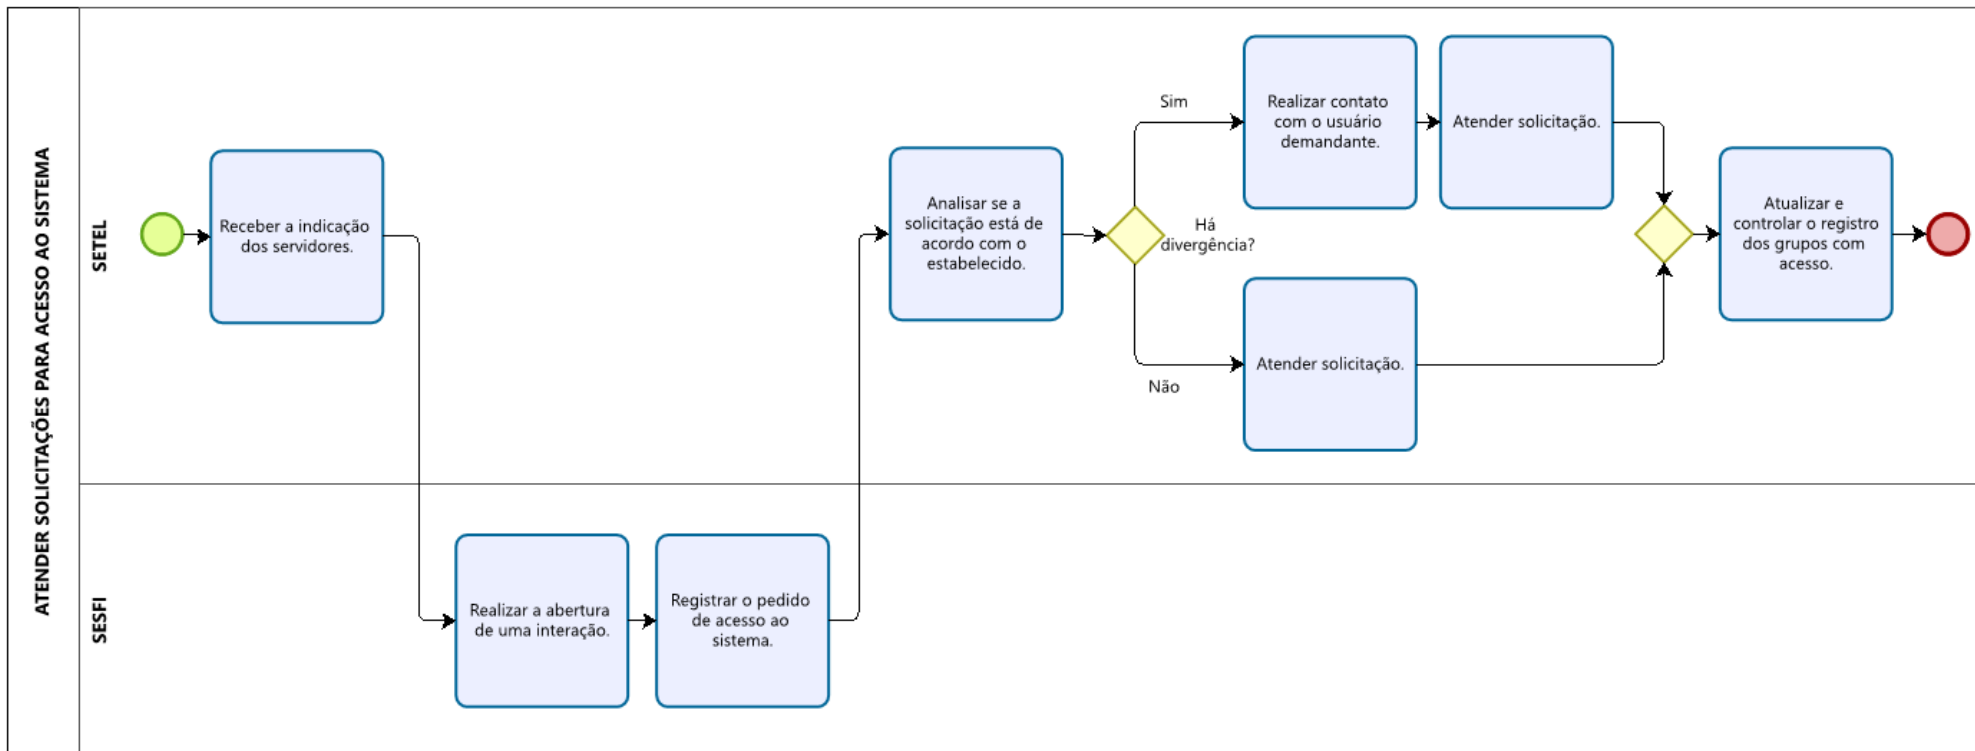 ATENDER SOLICITAÇÕES PARA ACESSO AO SISTEMA
SETEL
Receber a indicação
dos servidores.
Analisar se a
solicitação está de
acordo com o
estabelecido.
Há
divergência?
Sim
Realizar contato
com o usuário
demandante.
Atender solicitação.
Não
Atender solicitação.
Atualizar e
controlar o registro
dos grupos com
acesso.
SESFI
Realizar a abertura
de uma interação.
Registrar o pedido
de acesso ao
sistema.